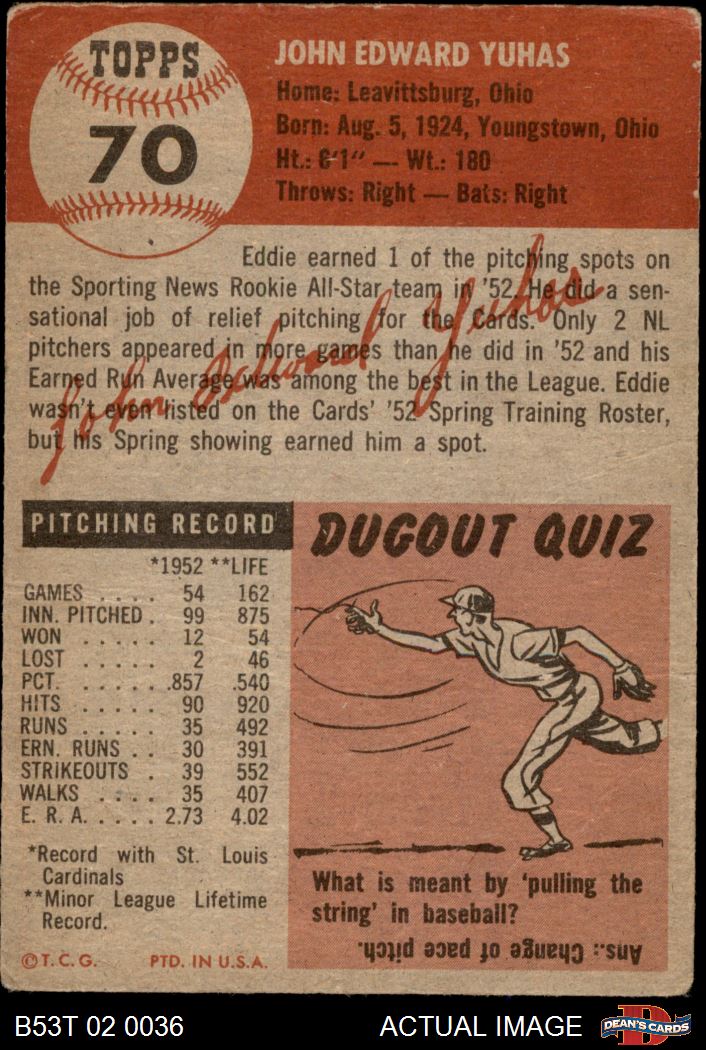 TOPPS
70
JOHN EDWARD YUHAS
Home: Leavittsburg, Ohio
Born: Aug. 5, 1924, Youngstown, Ohio
Ht.: 6'1" — Wt.: 180
Throws: Right — Bats: Right
Eddie earned 1 of the pitching spots on
the Sporting News Rookie All-Star team in '52. He did a sen-
sational job of relief pitching for the Cards. Only 2 NL
pitchers appeared in more games than he did in '52 and his
Earned Run Average was among the best in the League. Eddie
wasn't even listed on the Cards' '52 Spring Training Roster,
but his Spring showing earned him a spot.
John Edward Yuhas
PITCHING RECORD
*1952 **LIFE
GAMES . . . . 54 162
INN. PITCHED . 99 875
WON . . . . . 12 54
LOST . . . . . 2 46
PCT. . . . . . .857 .540
HITS . . . . . 90 920
RUNS . . . . . 35 492
ERN. RUNS . . 30 391
STRIKEOUTS . 39 552
WALKS . . . . 35 407
E. R. A. . . . . 2.73 4.02
*Record with St. Louis
Cardinals
**Minor League Lifetime
Record.
© T. C. G. PTD. IN U.S.A.
DUGOUT QUIZ
What is meant by 'pulling the
string' in baseball?
Ans.: Change of pace pitch.
B53T 02 0036
ACTUAL IMAGE
D
DEAN'S CARDS